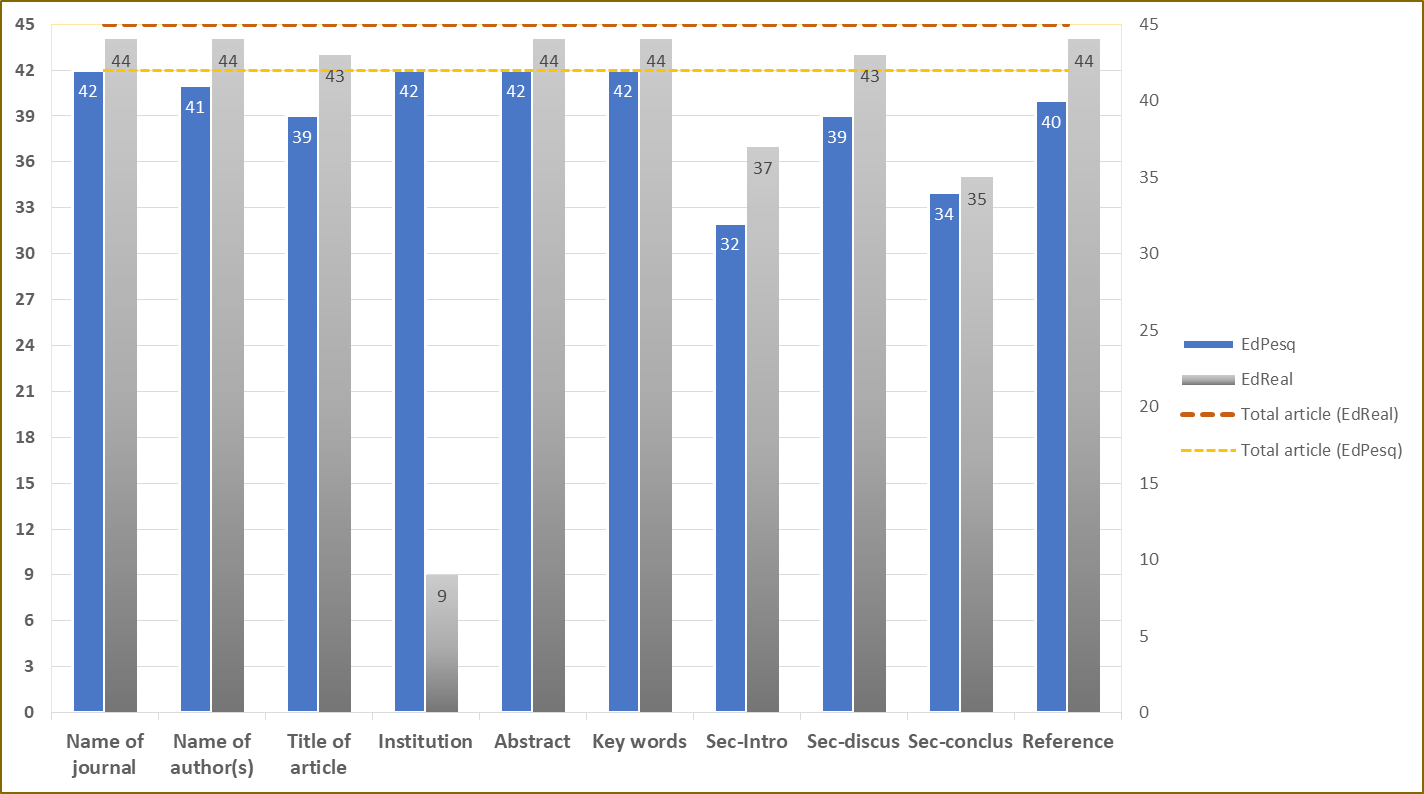 45
42
39
36
33
30
27
24
21
18
15
12
9
6
3
0
42 44
41 44
39 43
42 9
42 44
42 44
32 37
39 43
34 35
40 44
45
40
35
30
25
20
15
10
5
0
Name of
journal
Name of
author(s)
Title of
article
Institution
Abstract
Key words
Sec-Intro
Sec-discus
Sec-conclus
Reference
EdPesq
EdReal
Total article (EdReal)
Total article (EdPesq)